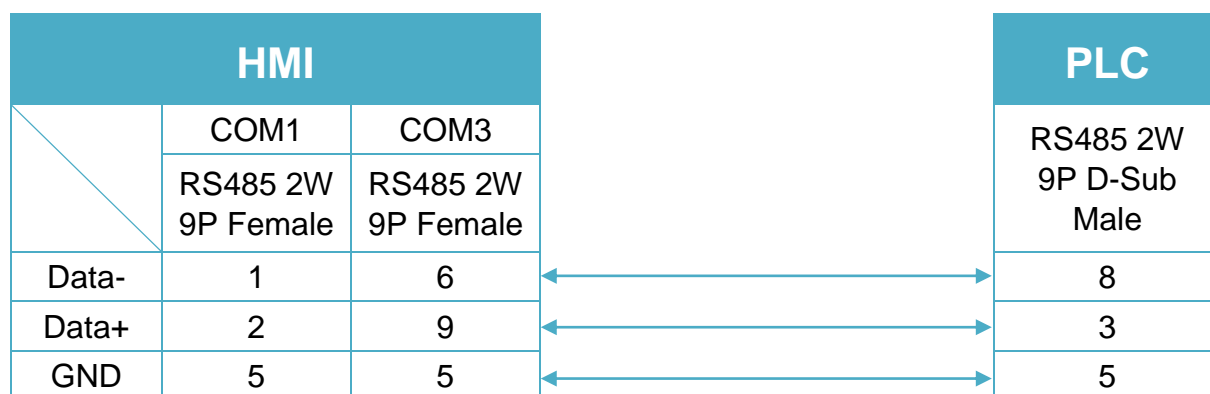 HMI PLC
COM1 COM3
RS485 2W
9P Female
RS485 2W
9P Female
RS485 2W
9P D-Sub
Male
Data- 1 6 8
Data+ 2 9 3
GND 5 5 5